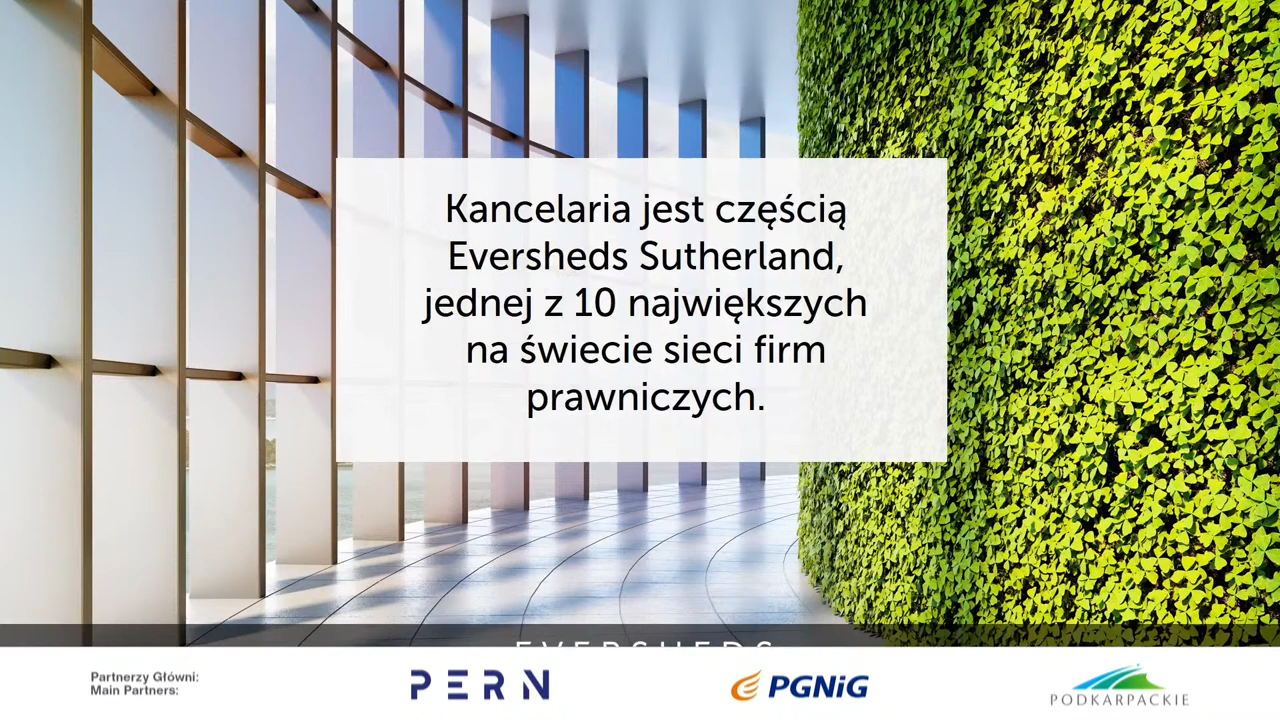 Kancelaria jest częścią
Eversheds Sutherland,
jednej z 10 największych
na świecie sieci firm
prawniczych.
EVERSHEDS
Partnerzy Główni:
Main Partners:
PERN
PGNiG
PODKARPACKIE